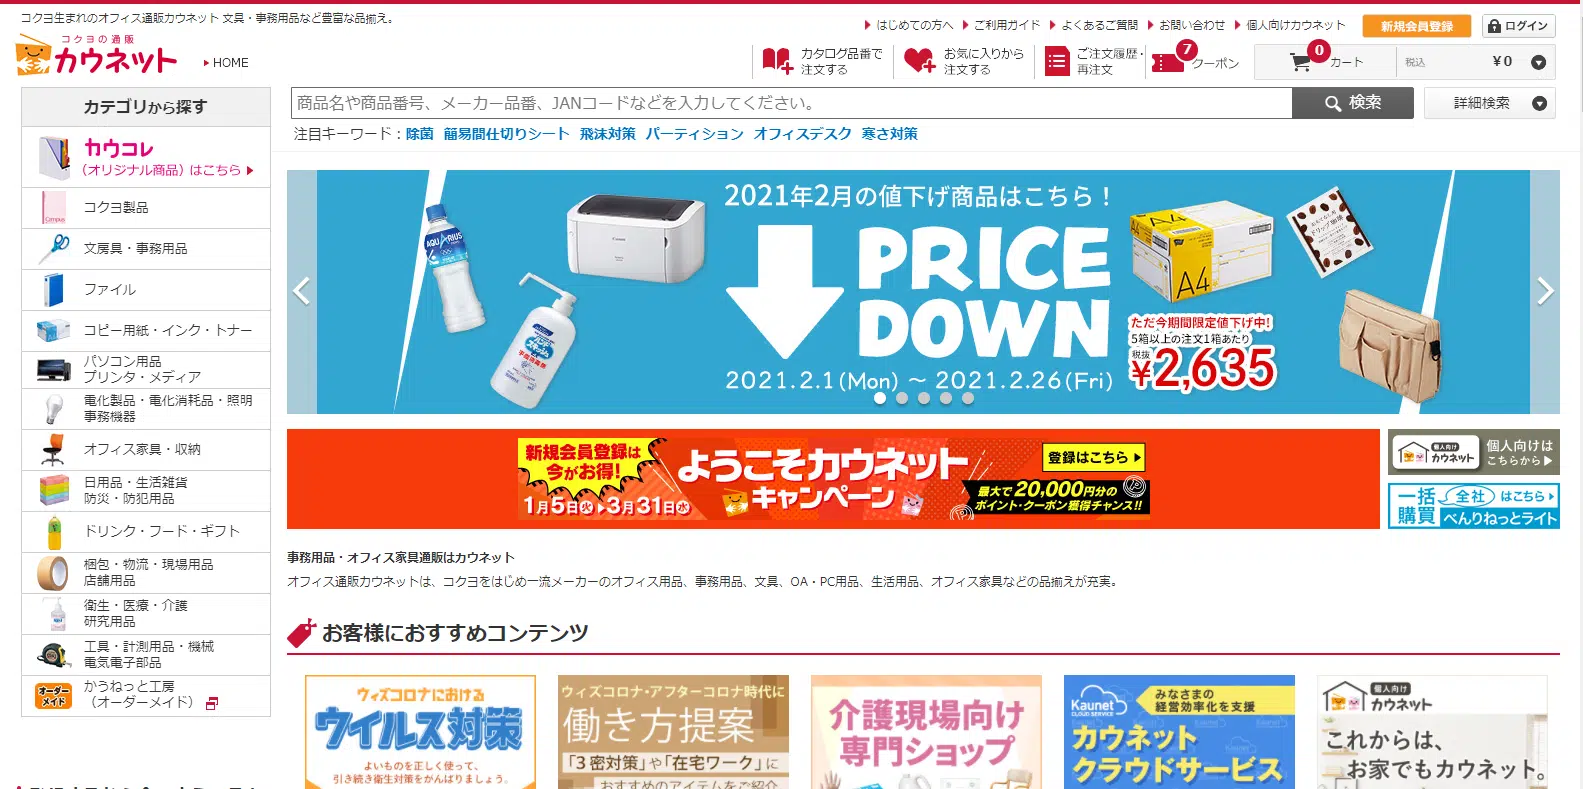 コクヨ生まれのオフィス通販カウネット 文具・事務用品など豊富な品揃え。
はじめての方へ ご利用ガイド よくあるご質問 お問い合わせ 個人向けカウネット 新規会員登録 ログイン
コクヨの通販
カウネット
HOME
カタログ品番で
注文する
お気に入りから
注文する
ご注文履歴・
再注文
7
クーポン
0
カート
税込
¥0
カテゴリから探す
商品名や商品番号、メーカー品番、JANコードなどを入力してください。
検索
詳細検索
注目キーワード：除菌 簡易間仕切りシート 飛沫対策 パーティション オフィスデスク 寒さ対策
カウコレ
（オリジナル商品）はこちら
Campus
コクヨ製品
文房具・事務用品
ファイル
コピー用紙・インク・トナー
パソコン用品
プリンタ・メディア
電化製品・電化消耗品・照明
事務機器
オフィス家具・収納
日用品・生活雑貨
防災・防犯用品
ドリンク・フード・ギフト
梱包・物流・現場用品
店舗用品
衛生・医療・介護
研究用品
工具・計測用品・機械
電気電子部品
オーダー
メイド
かうねっと工房
（オーダーメイド）
2021年2月の値下げ商品はこちら！
PRICE
DOWN
2021.2.1(Mon) ～ 2021.2.26(Fri)
AQUARIUS
Canon
A4
A4
ドリップ珈琲
ただ今期間限定値下げ中!
5箱以上の注文1箱あたり
税抜
¥2,635
新規会員登録は
今がお得!
1月5日火▶3月31日水
ようこそカウネット
キャンペーン
登録はこちら
最大で20,000円分の
ポイント・クーポン獲得チャンス!!
個人向け
カウネット
個人向けは
こちらから▶
一括
購買
全社
はこちら
べんりねっとライト
事務用品・オフィス家具通販はカウネット
オフィス通販カウネットは、コクヨをはじめ一流メーカーのオフィス用品、事務用品、文具、OA・PC用品、生活用品、オフィス家具などの品揃えが充実。
お客様におすすめコンテンツ
ウィズコロナにおける
ウイルス対策
よいものを正しく使って、
引き続き衛生対策をがんばりましょう。
ウィズコロナ・アフターコロナ時代に
働き方提案
「3密対策」や「在宅ワーク」に
おすすめのアイテムをご紹介
介護現場向け
専門ショップ
Kaunet
CLOUD SERVICE
みなさまの
経営効率化を支援
カウネット
クラウドサービス
個人向け
カウネット
これからは、
お家でもカウネット。